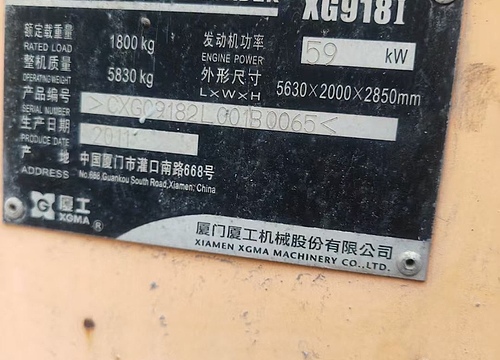 XG918I
额定载重量 1800 kg 发动机功率 59 kW
RATED LOAD ENGINE POWER
整机质量 5830 kg 外形尺寸 5630×2000×2850mm
OPERATING WEIGHT L×W×H
产品编号 >CXGC9182L001B0065<
SERIAL NUMBER
生产日期 2011
PRODUCE DATE
产地 中国厦门市灌口南路668号
ADDRESS No.668,Guankou South Road,Xiamen, China
厦工
XGMA ®
厦门厦工机械股份有限公司
XIAMEN XGMA MACHINERY CO.,LTD.